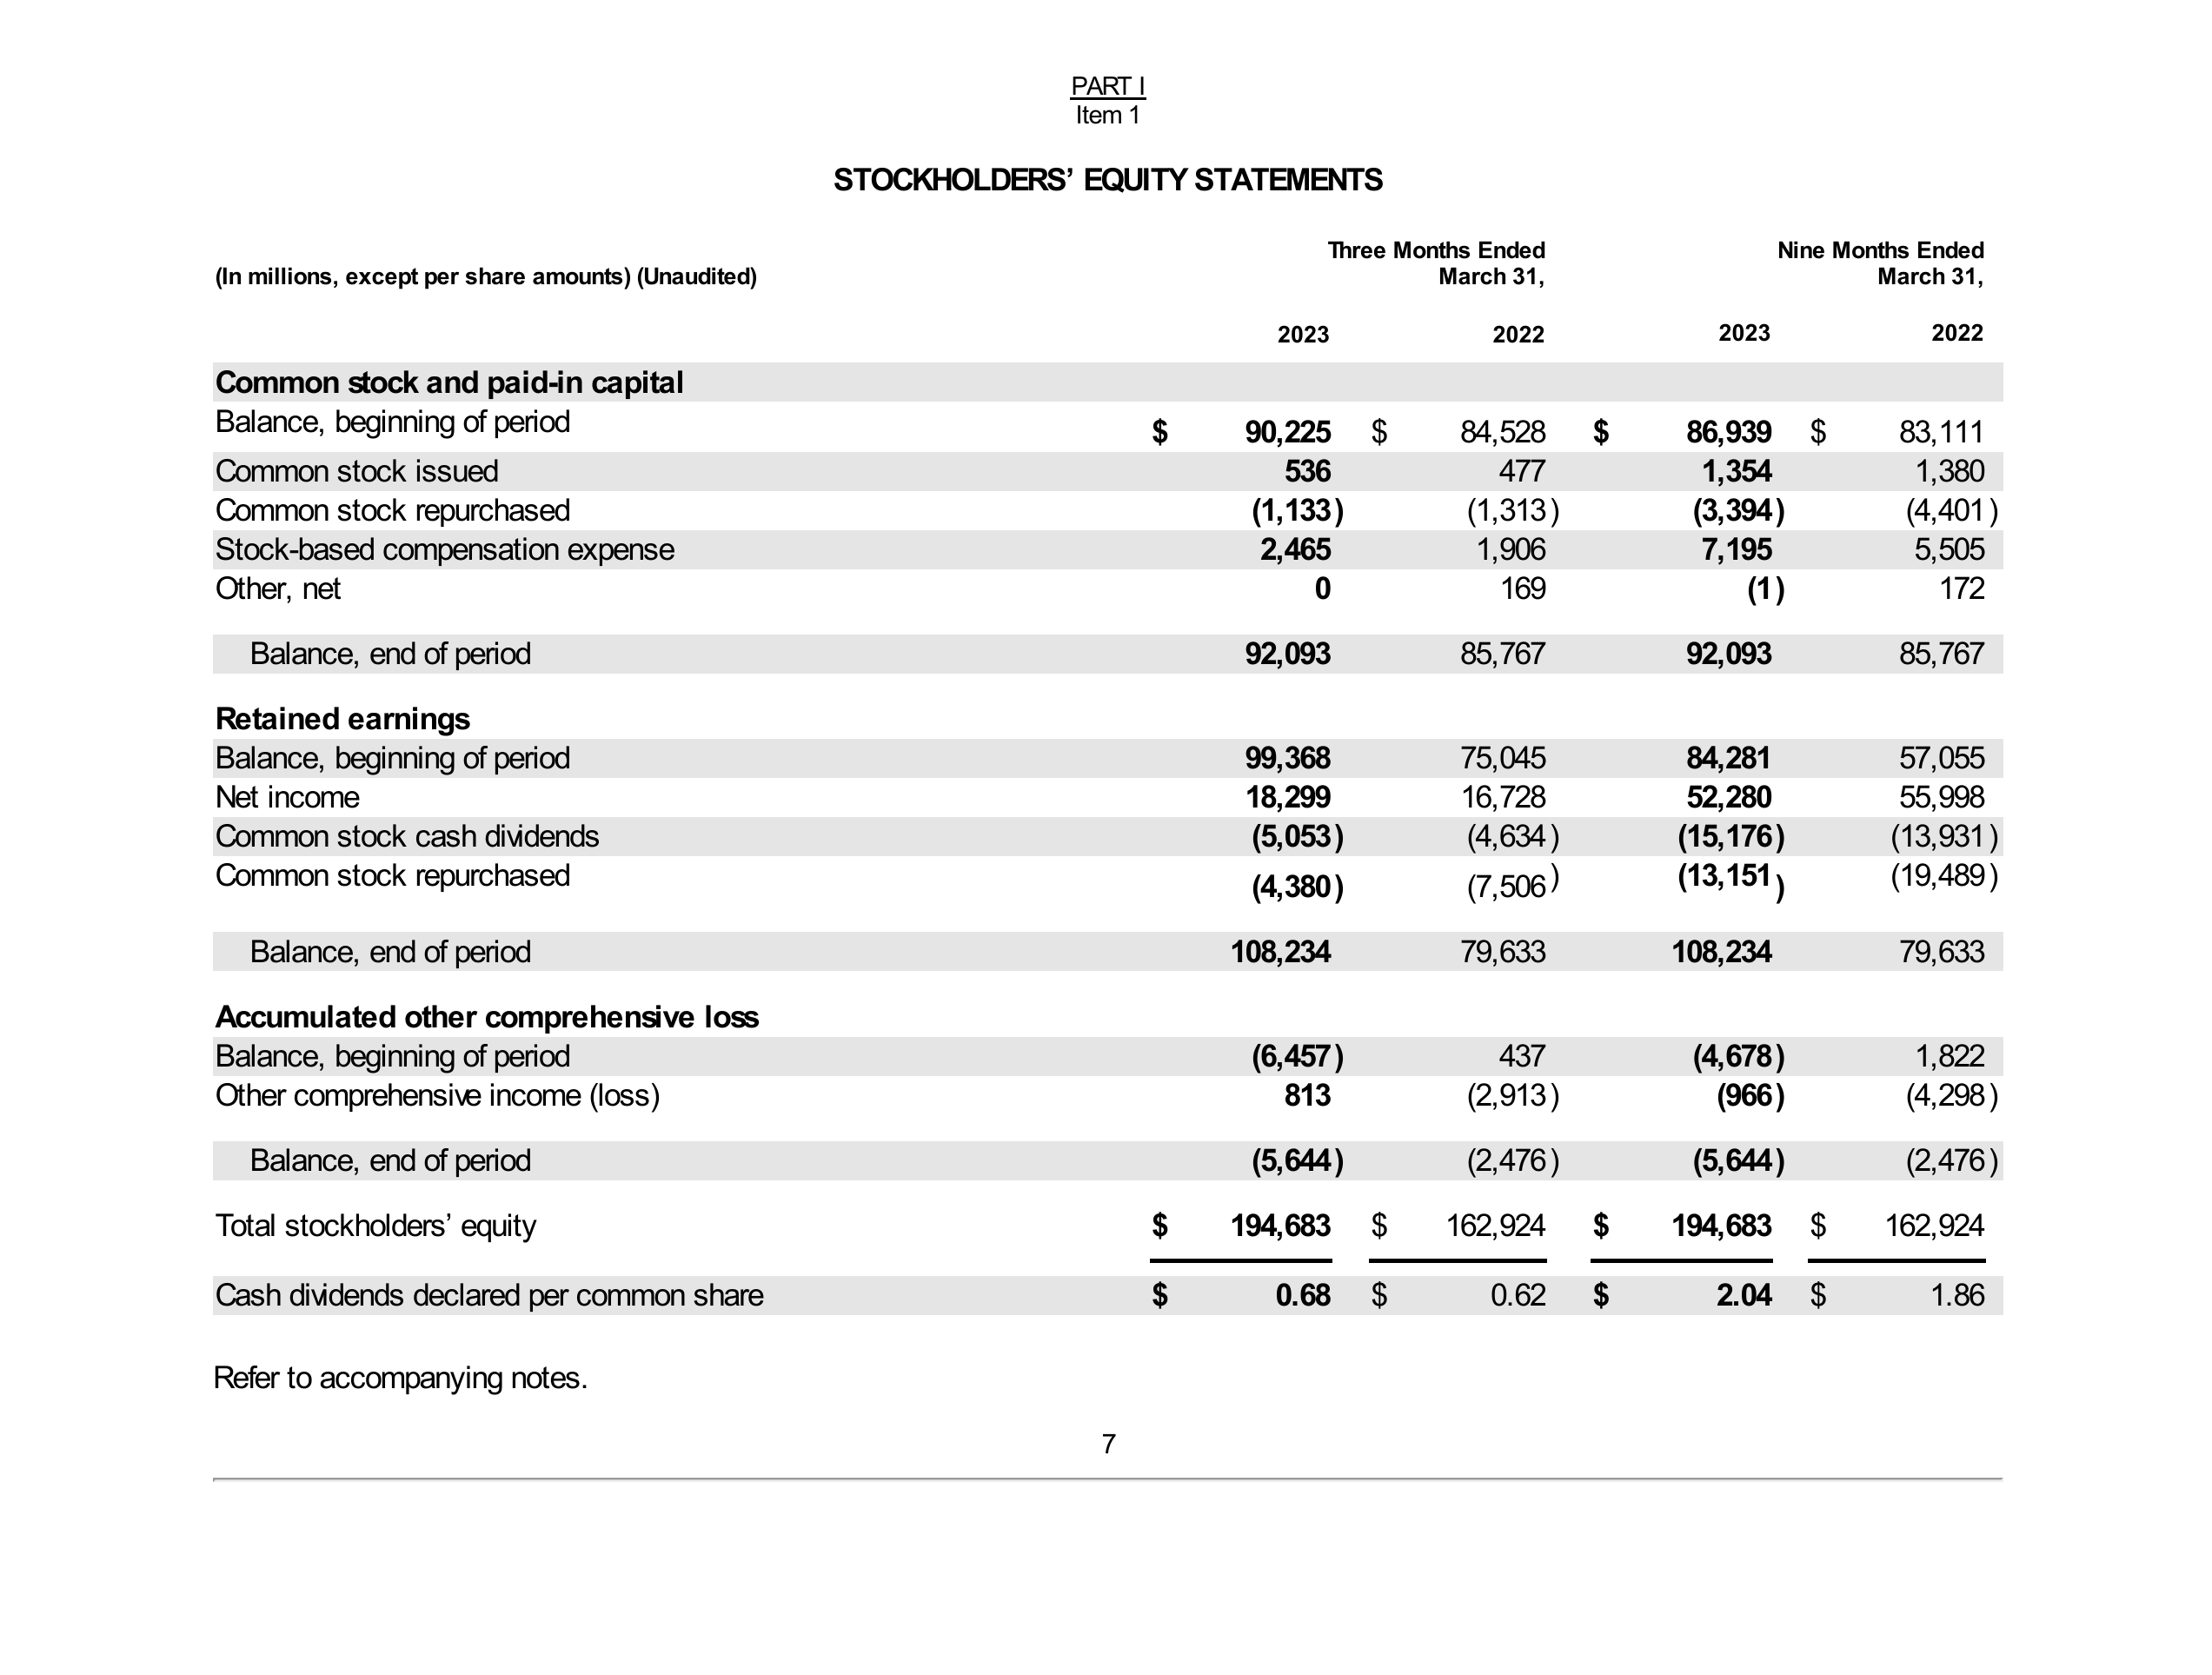 PART I
Item 1
STOCKHOLDERS’ EQUITY STATEMENTS
(In millions, except per share amounts) (Unaudited) Three Months Ended March 31, Nine Months Ended March 31,
2023 2022 2023 2022
Common stock and paid-in capital
Balance, beginning of period $ 90,225 $ 84,528 $ 86,939 $ 83,111
Common stock issued 536 477 1,354 1,380
Common stock repurchased (1,133) (1,313) (3,394) (4,401)
Stock-based compensation expense 2,465 1,906 7,195 5,505
Other, net 0 169 (1) 172
Balance, end of period 92,093 85,767 92,093 85,767
Retained earnings
Balance, beginning of period 99,368 75,045 84,281 57,055
Net income 18,299 16,728 52,280 55,998
Common stock cash dividends (5,053) (4,634) (15,176) (13,931)
Common stock repurchased (4,380) (7,506) (13,151) (19,489)
Balance, end of period 108,234 79,633 108,234 79,633
Accumulated other comprehensive loss
Balance, beginning of period (6,457) 437 (4,678) 1,822
Other comprehensive income (loss) 813 (2,913) (966) (4,298)
Balance, end of period (5,644) (2,476) (5,644) (2,476)
Total stockholders’ equity $ 194,683 $ 162,924 $ 194,683 $ 162,924
Cash dividends declared per common share $ 0.68 $ 0.62 $ 2.04 $ 1.86
Refer to accompanying notes.
7